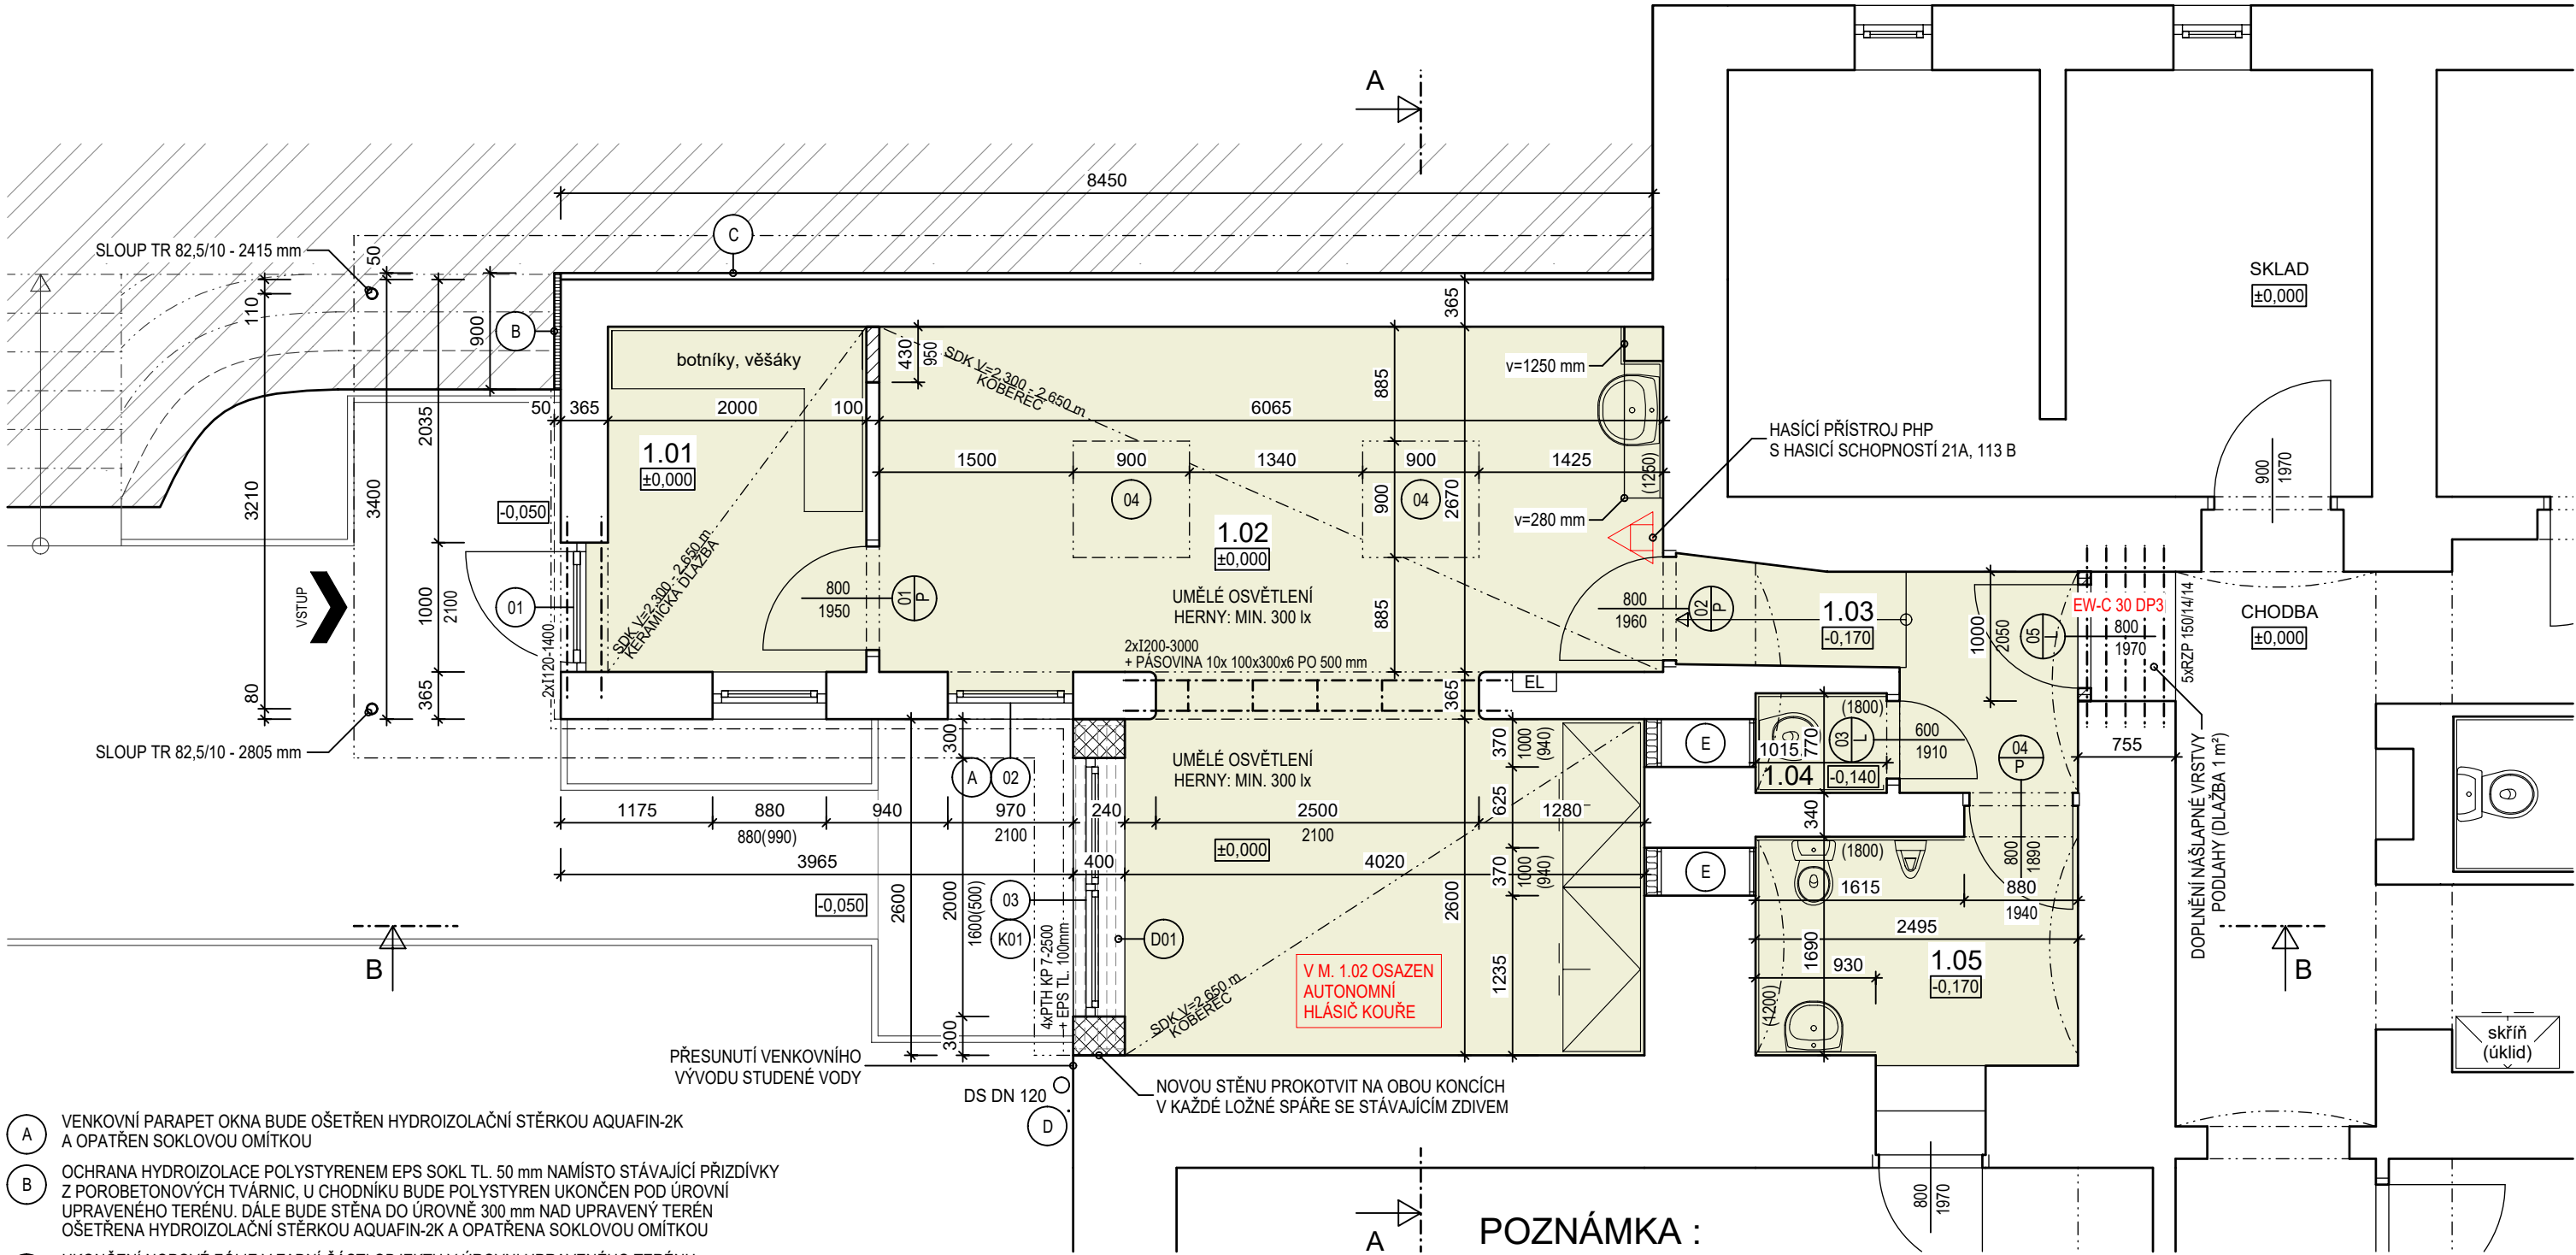 A
8450
C
SLOUP TR 82,5/10 - 2415 mm
50
110
900
B
365
SKLAD
±0,000
botníky, věšáky
430
950
SDK V=2,300 - 2,650 m
KOBEREC
v=1250 mm
885
50
365
2000
100
6065
2035
1.01
±0,000
HASÍCÍ PŘÍSTROJ PHP
S HASICÍ SCHOPNOSTÍ 21A, 113 B
1500
900
1340
900
1425
(1250)
900
1970
3210
3400
-0,050
04
04
900
2670
v=280 mm
1.02
±0,000
SDK V=2,300 - 2,650 m
KERAMICKÁ DLAŽBA
VSTUP
01
1000
2100
800
1950
01
P
UMĚLÉ OSVĚTLENÍ
HERNY: MIN. 300 lx
885
800
1960
02
P
1.03
-0,170
1000
2050
05
L
EW-C 30 DP3
800
1970
5xRZP 150/14/14
CHODBA
±0,000
2xI120-1400
2xI200-3000
+ PÁSOVINA 10x 100x300x6 PO 500 mm
EL
80
365
365
SLOUP TR 82,5/10 - 2805 mm
300
A
02
UMĚLÉ OSVĚTLENÍ
HERNY: MIN. 300 lx
370
1000
(940)
E
(1800)
1015
770
03
L
600
1910
04
P
755
1.04
-0,140
1175
880
940
970
240
2500
1280
625
340
880(990)
2100
2100
±0,000
3965
400
4020
370
1000
(940)
E
(1800)
800
1890
1615
880
1940
DOPLNĚNÍ NÁŠLAPNÉ VRSTVY
PODLAHY (DLAŽBA 1 m²)
-0,050
2600
2000
1600(500)
03
K01
D01
4xPTH KP 7-2500
+ EPS TL. 100mm
2600
2495
1690
930
1.05
-0,170
B
B
SDK V=2,650 m
KOBEREC
V M. 1.02 OSAZEN
AUTONOMNÍ
HLÁSIČ KOUŘE
1235
(1200)
300
skříň
(úklid)
PŘESUNUTÍ VENKOVNÍHO
VÝVODU STUDENÉ VODY
DS DN 120
D
NOVOU STĚNU PROKOTVIT NA OBOU KONCÍCH
V KAŽDÉ LOŽNÉ SPÁŘE SE STÁVAJÍCÍM ZDIVEM
A
VENKOVNÍ PARAPET OKNA BUDE OŠETŘEN HYDROIZOLAČNÍ STĚRKOU AQUAFIN-2K
A OPATŘEN SOKLOVOU OMÍTKOU
B
OCHRANA HYDROIZOLACE POLYSTYRENEM EPS SOKL TL. 50 mm NAMÍSTO STÁVAJÍCÍ PŘIZDÍVKY
Z POROBETONOVÝCH TVÁRNIC, U CHODNÍKU BUDE POLYSTYREN UKONČEN POD ÚROVNÍ
UPRAVENÉHO TERÉNU. DÁLE BUDE STĚNA DO ÚROVNĚ 300 mm NAD UPRAVENÝ TERÉN
OŠETŘENA HYDROIZOLAČNÍ STĚRKOU AQUAFIN-2K A OPATŘENA SOKLOVOU OMÍTKOU
800
1970
A
POZNÁMKA :